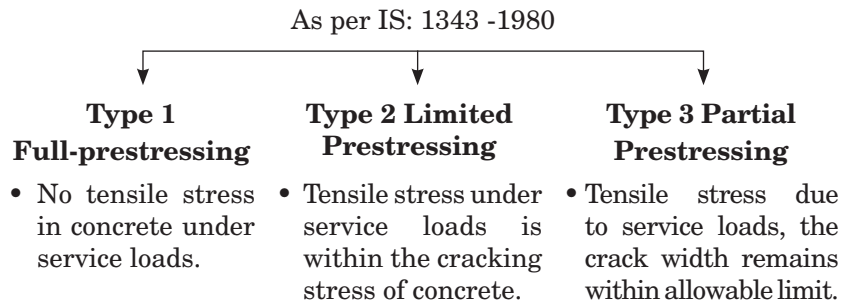 As per IS: 1343 -1980
Type 1
Full-prestressing
• No tensile stress
in concrete under
service loads.
Type 2 Limited
Prestressing
• Tensile stress under
service loads is
within the cracking
stress of concrete.
Type 3 Partial
Prestressing
• Tensile stress due
to service loads, the
crack width remains
within allowable limit.